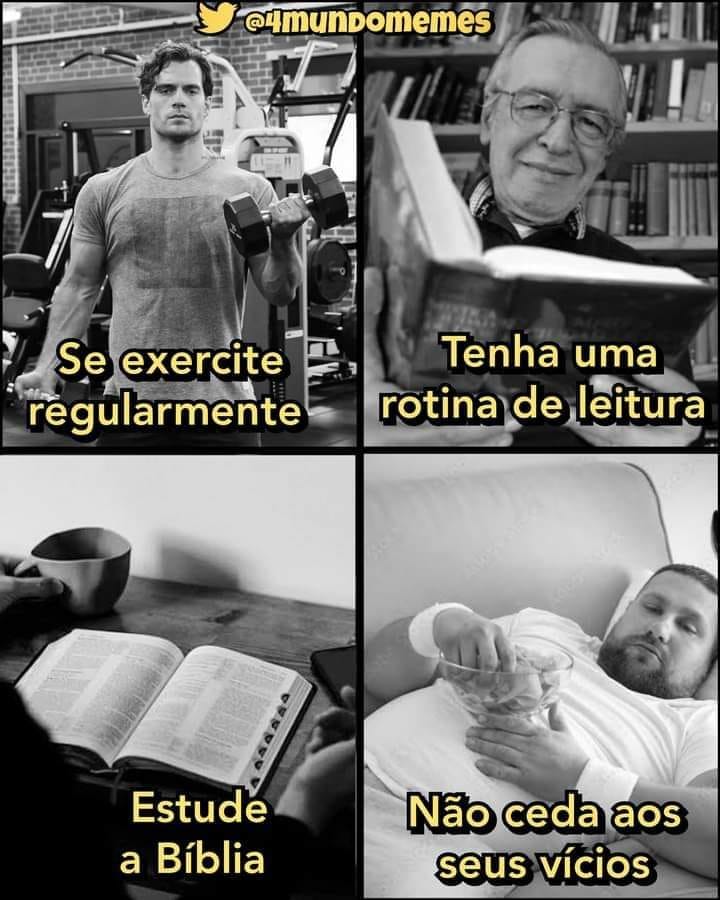 @4mundomemes
Se exercite
regularmente
Tenha uma
rotina de leitura
Estude
a Bíblia
Não ceda aos
seus vícios